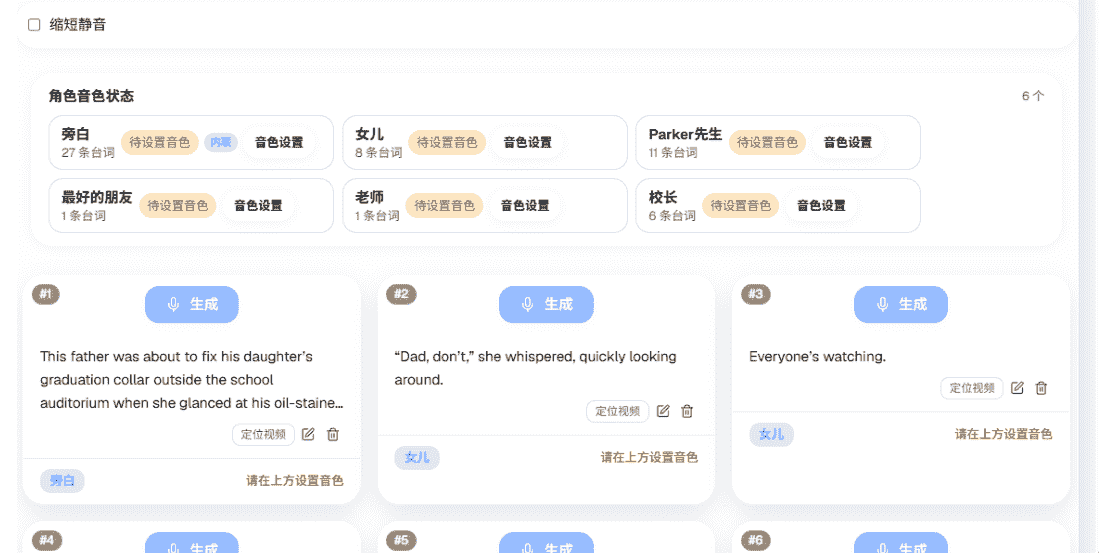 缩短静音
角色音色状态
6 个
旁白
27 条台词
待设置音色
内置
音色设置
女儿
8 条台词
待设置音色
音色设置
Parker先生
11 条台词
待设置音色
音色设置
最好的朋友
1 条台词
待设置音色
音色设置
老师
1 条台词
待设置音色
音色设置
校长
6 条台词
待设置音色
音色设置
#1
生成
This father was about to fix his daughter’s
graduation collar outside the school
auditorium when she glanced at his oil-staine...
定位视频
旁白
请在上方设置音色
#2
生成
“Dad, don’t,” she whispered, quickly looking
around.
定位视频
女儿
请在上方设置音色
#3
生成
Everyone’s watching.
定位视频
女儿
请在上方设置音色
#4
生成
#5
生成
#6
生成